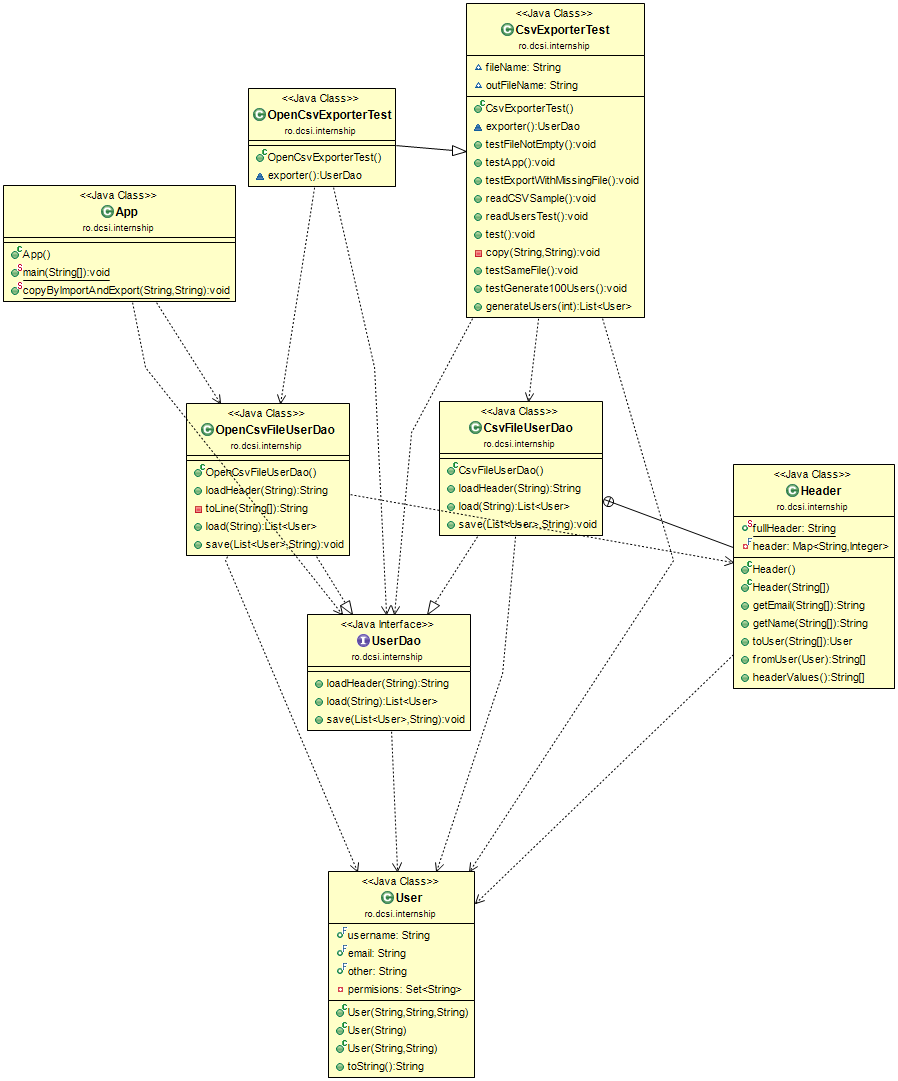 <<Java Class>>
CsvExporterTest
ro.dcsi.internship
fileName: String
outFileName: String
CsvExporterTest()
exporter():UserDao
testFileNotEmpty():void
testApp():void
testExportWithMissingFile():void
readCSVSample():void
readUsersTest():void
test():void
copy(String,String):void
testSameFile():void
testGenerate100Users():void
generateUsers(int):List<User>
<<Java Class>>
OpenCsvExporterTest
ro.dcsi.internship
OpenCsvExporterTest()
exporter():UserDao
<<Java Class>>
App
ro.dcsi.internship
App()
main(String[]):void
copyByImportAndExport(String,String):void
<<Java Class>>
OpenCsvFileUserDao
ro.dcsi.internship
OpenCsvFileUserDao()
loadHeader(String):String
toLine(String[]):String
load(String):List<User>
save(List<User>,String):void
<<Java Class>>
CsvFileUserDao
ro.dcsi.internship
CsvFileUserDao()
loadHeader(String):String
load(String):List<User>
save(List<User>,String):void
<<Java Class>>
Header
ro.dcsi.internship
fullHeader: String
header: Map<String,Integer>
Header()
Header(String[])
getEmail(String[]):String
getName(String[]):String
toUser(String[]):User
fromUser(User):String[]
headerValues():String[]
<<Java Interface>>
UserDao
ro.dcsi.internship
loadHeader(String):String
load(String):List<User>
save(List<User>,String):void
<<Java Class>>
User
ro.dcsi.internship
username: String
email: String
other: String
permisions: Set<String>
User(String,String,String)
User(String)
User(String,String)
toString():String